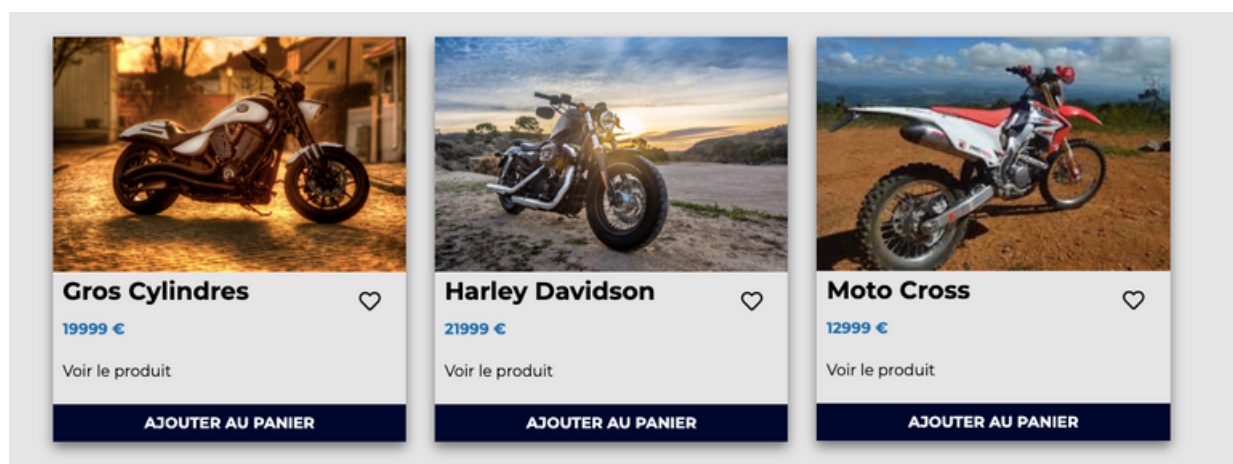 Gros Cylindres
19999 €
Voir le produit
AJOUTER AU PANIER
Harley Davidson
21999 €
Voir le produit
AJOUTER AU PANIER
Moto Cross
12999 €
Voir le produit
AJOUTER AU PANIER